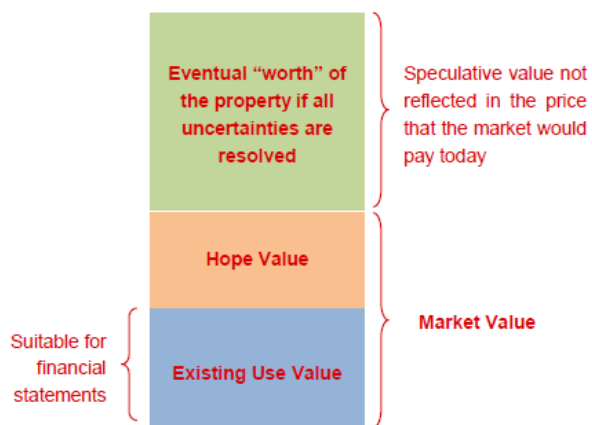 Eventual “worth” of
the property if all
uncertainties are
resolved
Speculative value not
reflected in the price
that the market would
pay today
Hope Value
Market Value
Suitable for
financial
statements
Existing Use Value